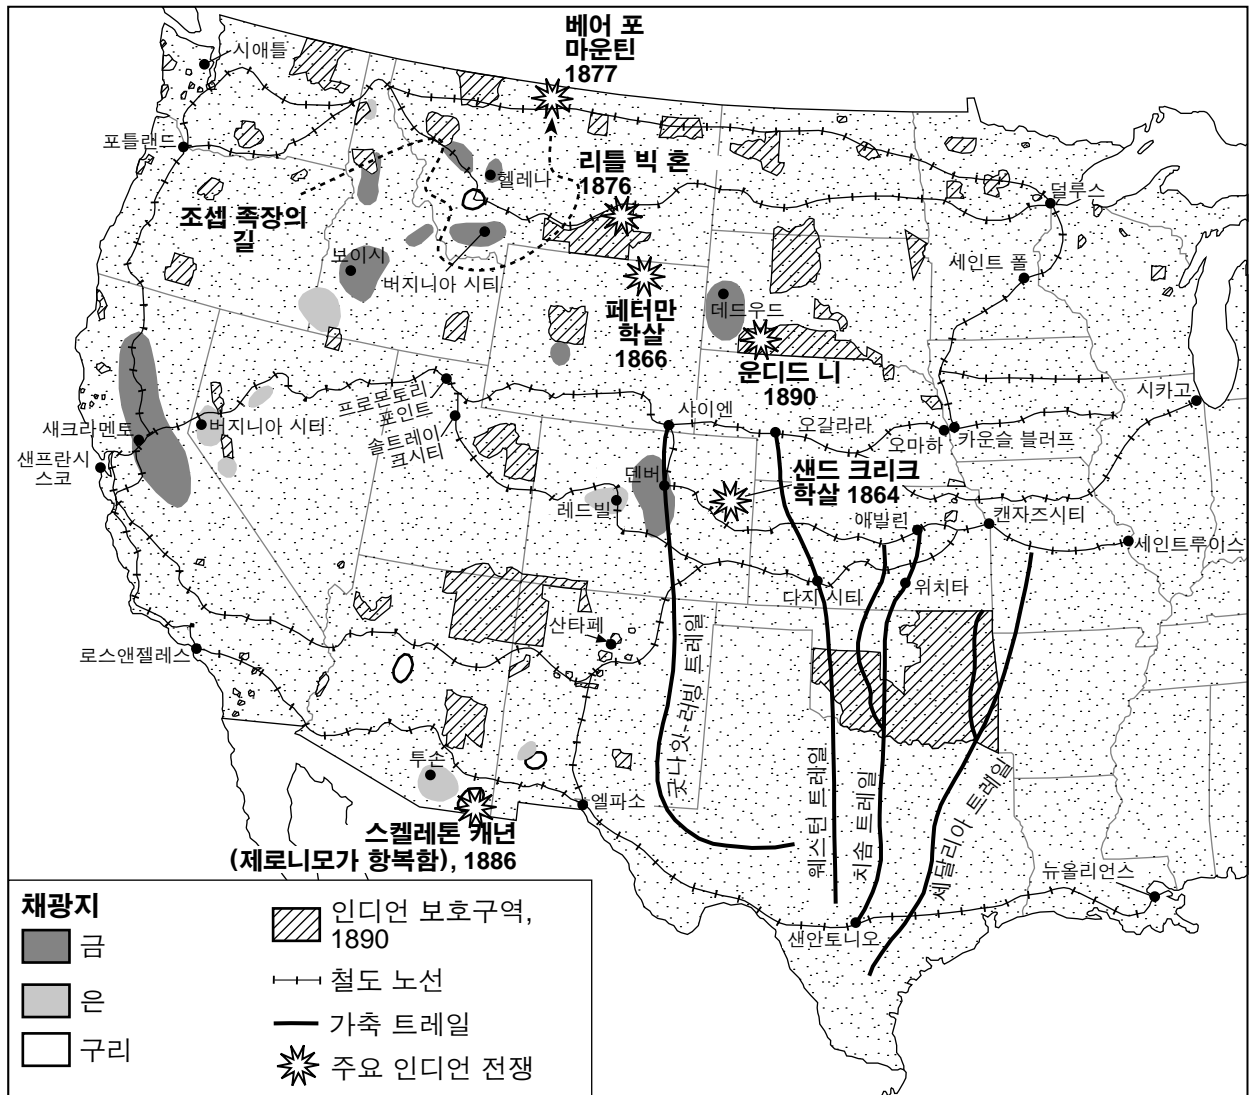 베어 포
마운틴
1877
시애틀
포틀랜드
리틀 빅 혼
1876
헬레나
조셉 족장의
길
덜루스
보이시
버지니아 시티
세인트 폴
페터만
학살
1866
데드우드
운디드 니
1890
프로몬토리
포인트
솔트레이
크시티
시카고
샤이엔
오갈라라
오마하
카운슬 블러프
새크라멘토
버지니아 시티
샌프란시
스코
덴버
레드빌
샌드 크리크
학살 1864
애빌린
캔자즈시티
세인트루이스
다지 시티
위치타
산타페
로스앤젤레스
굿나잇 러빙 트레일
웨스턴 트레일
치솜 트레일
세달리아 트레일
투손
엘파소
스켈레톤 캐년
(제로니모가 항복함), 1886
뉴올리언스
샌안토니오
채광지
금
은
구리
인디언 보호구역,
1890
철도 노선
가축 트레일
주요 인디언 전쟁